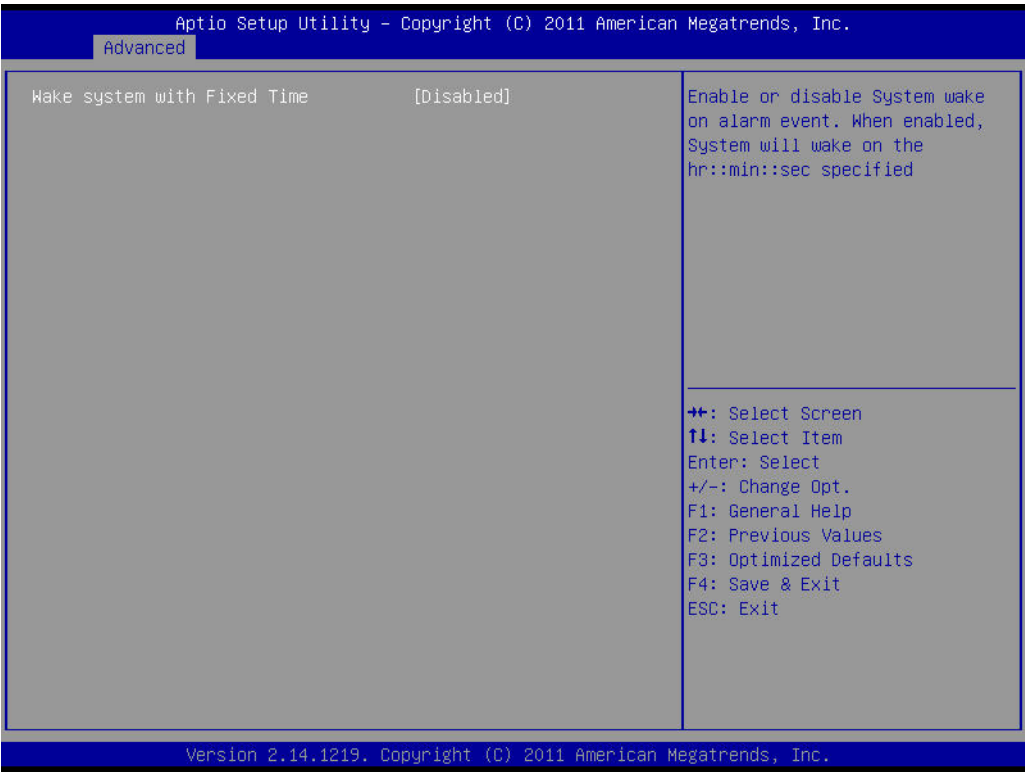 Aptio Setup Utility – Copyright (C) 2011 American Megatrends, Inc.
Advanced
Wake system with Fixed Time [Disabled]
Enable or disable System wake
on alarm event. When enabled,
System will wake on the
hr::min::sec specified
→←: Select Screen
↑↓: Select Item
Enter: Select
+/-: Change Opt.
F1: General Help
F2: Previous Values
F3: Optimized Defaults
F4: Save & Exit
ESC: Exit
Version 2.14.1219. Copyright (C) 2011 American Megatrends, Inc.